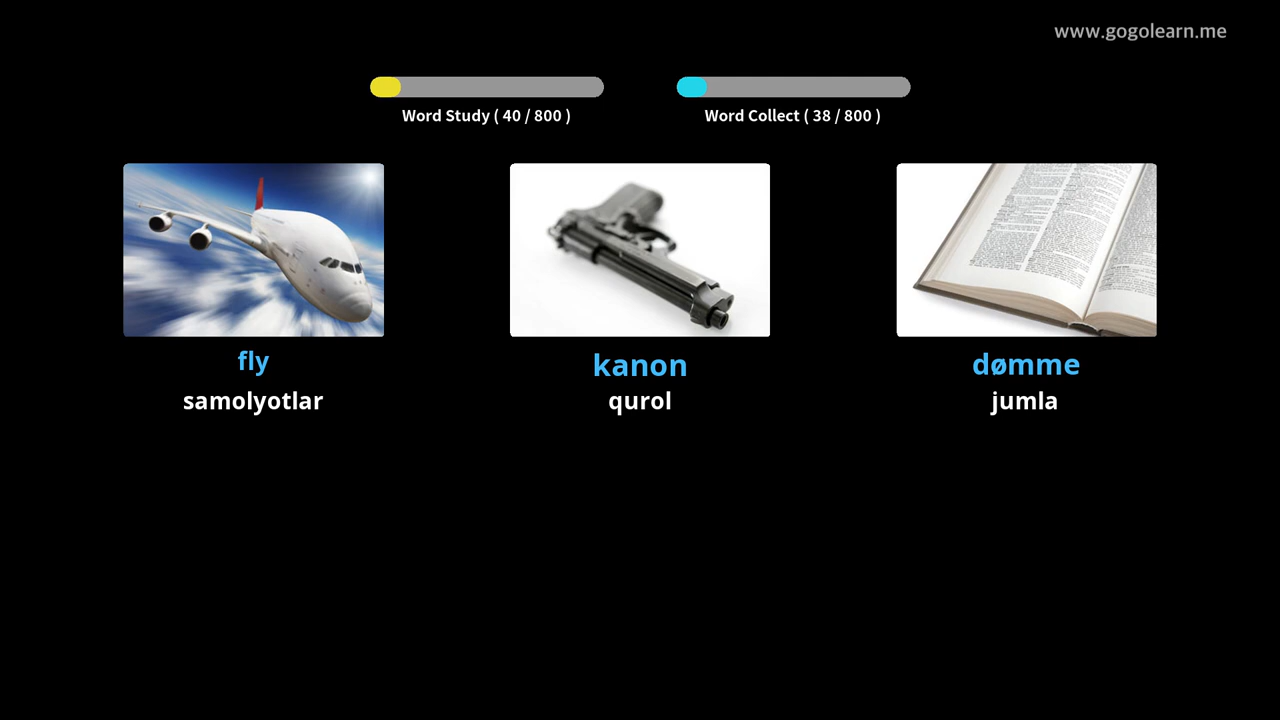 www.gogolearn.me
Word Study ( 40 / 800 )
Word Collect ( 38 / 800 )
fly
kanon
dømme
samolyotlar
qurol
jumla